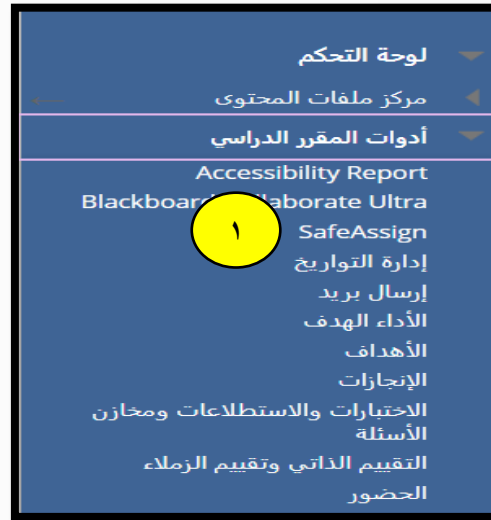 لوحة التحكم
مركز ملفات المحتوى
أدوات المقرر الدراسي
Accessibility Report
Blackboard laborate Ultra
١
SafeAssign
إدارة التواريخ
إرسال بريد
الأداء الهدف
الأهداف
الإنجازات
الاختبارات والاستطلاعات ومخازن
الأسئلة
التقييم الذاتي وتقييم الزملاء
الحضور